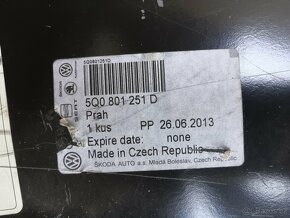 5Q0801251D
SEAT
5Q0 801 251 D
Prah
1 kus PP 26.06.2013
Expire date: none
Made in Czech Republic
ŠKODA AUTO a.s. Mladá Boleslav, Czech Republic